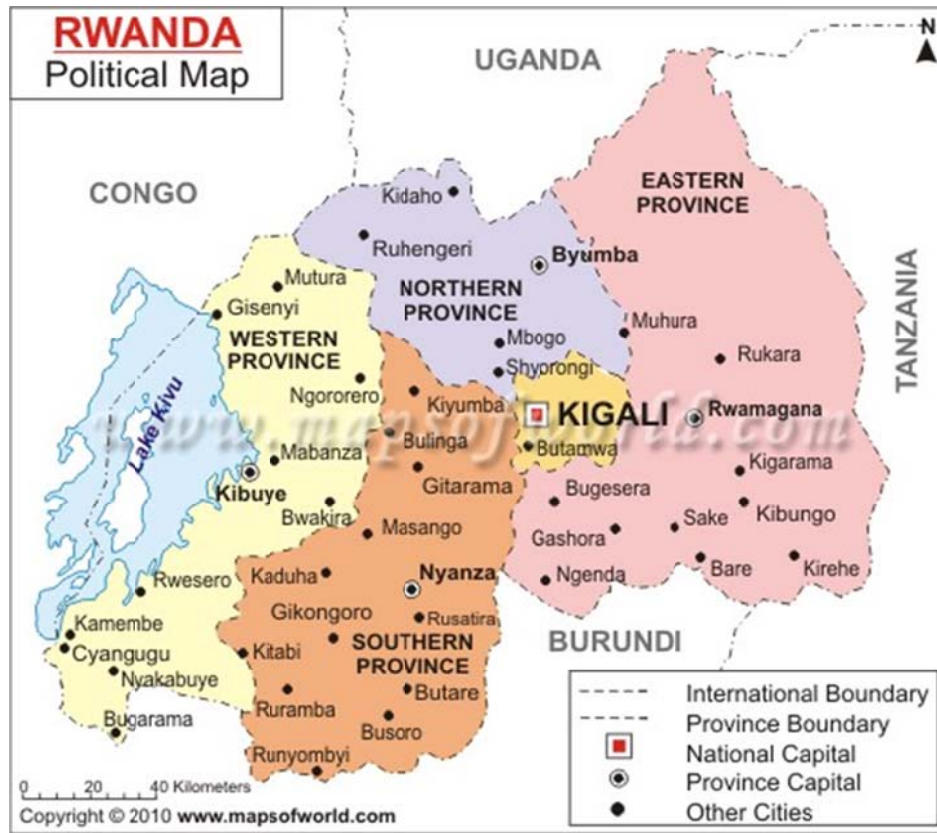 RWANDA
Political Map
N
UGANDA
CONGO
TANZANIA
BURUNDI
EASTERN
PROVINCE
Kidaho
Ruhengeri
Byumba
NORTHERN
PROVINCE
Mutura
Gisenyi
WESTERN
PROVINCE
Mbogo
Muhura
Shyorongi
Rukara
Ngororero
Kiyumba
KIGALI
Rwamagana
www.mapsofworld.com
Lake Kivu
Bulinga
Butamwa
Mabanza
Kibuye
Gitarama
Kigarama
Bwakira
Bugesera
Kibungo
Masango
Gashora
Sake
Kaduha
Nyanza
Ngenda
Bare
Kirehe
Rwesero
Gikongoro
Rusatira
Kamembe
Cyangugu
Kitabi
SOUTHERN
PROVINCE
Nyakabuye
Ruramba
Butare
Bugarama
Busoro
Runyombyi
International Boundary
Province Boundary
National Capital
Province Capital
Other Cities
0 20 40 Kilometers
Copyright © 2010 www.mapsofworld.com